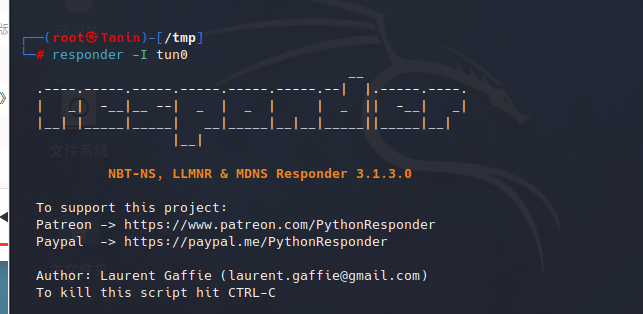 ┌──(root㉿Tanin)-[/tmp]
└─# responder -I tun0
responder
NBT-NS, LLMNR & MDNS Responder 3.1.3.0
To support this project:
Patreon -> https://www.patreon.com/PythonResponder
Paypal  -> https://paypal.me/PythonResponder
Author: Laurent Gaffie (laurent.gaffie@gmail.com)
To kill this script hit CTRL-C
文件系统